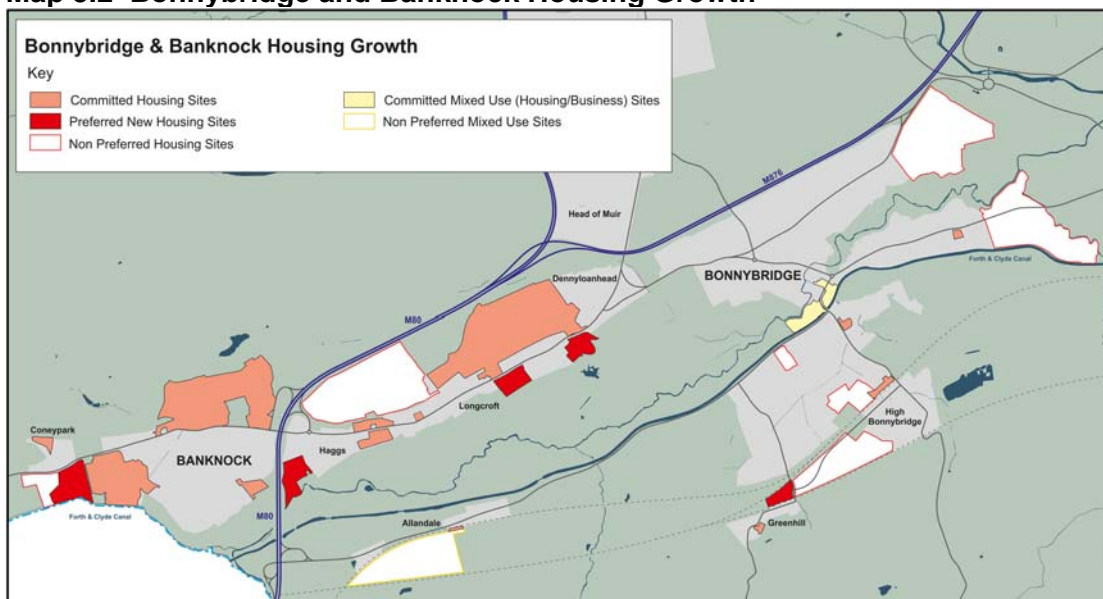 Map 5.2 Bonnybridge and Banknock Housing Growth
Bonnybridge & Banknock Housing Growth
Key
Committed Housing Sites
Committed Mixed Use (Housing/Business) Sites
Preferred New Housing Sites
Non Preferred Mixed Use Sites
Non Preferred Housing Sites
M876
Head of Muir
Forth & Clyde Canal
Dennyloanhead
BONNYBRIDGE
M80
Longcroft
High
Bonnybridge
Coneypark
Haggs
BANKNOCK
Forth & Clyde Canal
M80
Allandale
Greenhill